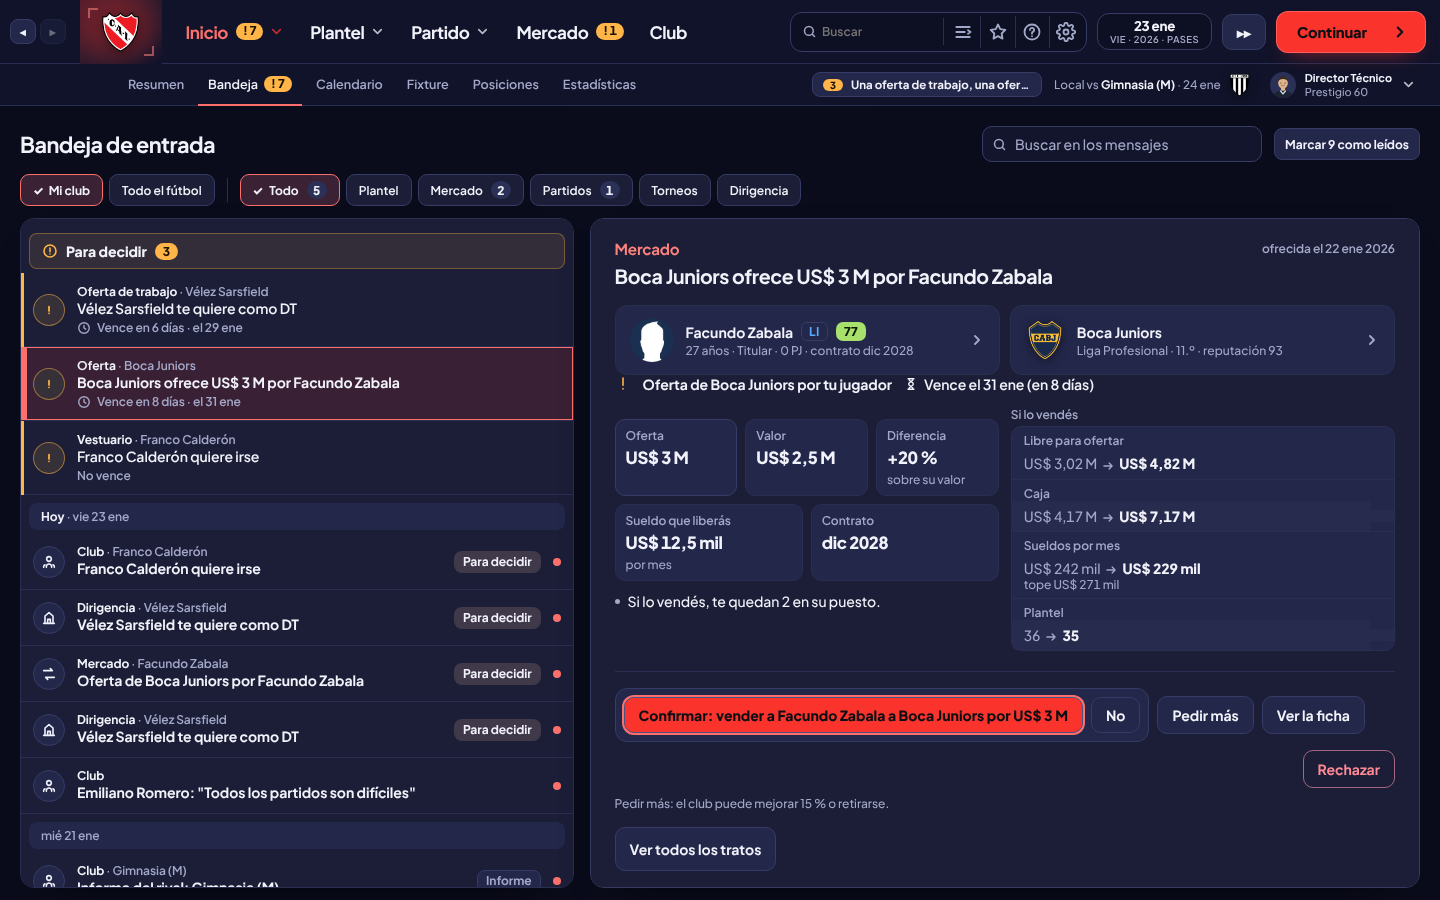 Inicio !7 Plantel Partido Mercado !1 Club
Buscar
23 ene
VIE · 2026 · PASES
Continuar
Resumen Bandeja !7 Calendario Fixture Posiciones Estadísticas
3 Una oferta de trabajo, una ofer...
Local vs Gimnasia (M) · 24 ene
Director Técnico
Prestigio 60
Bandeja de entrada
Buscar en los mensajes
Marcar 9 como leídos
Mi club Todo el fútbol Todo 5 Plantel Mercado 2 Partidos 1 Torneos Dirigencia
Para decidir 3
Oferta de trabajo · Vélez Sarsfield
Vélez Sarsfield te quiere como DT
Vence en 6 días · el 29 ene
Oferta · Boca Juniors
Boca Juniors ofrece US$ 3 M por Facundo Zabala
Vence en 8 días · el 31 ene
Vestuario · Franco Calderón
Franco Calderón quiere irse
No vence
Hoy · vie 23 ene
Club · Franco Calderón
Franco Calderón quiere irse
Para decidir
Dirigencia · Vélez Sarsfield
Vélez Sarsfield te quiere como DT
Para decidir
Mercado · Facundo Zabala
Oferta de Boca Juniors por Facundo Zabala
Para decidir
Dirigencia · Vélez Sarsfield
Vélez Sarsfield te quiere como DT
Para decidir
Club
Emiliano Romero: "Todos los partidos son difíciles"
mié 21 ene
Club · Gimnasia (M)
Informe del rival: Gimnasia (M)
Informe
Mercado
ofrecida el 22 ene 2026
Boca Juniors ofrece US$ 3 M por Facundo Zabala
Facundo Zabala LI 77
27 años · Titular · 0 PJ · contrato dic 2028
CABJ
Boca Juniors
Liga Profesional · 11.º · reputación 93
! Oferta de Boca Juniors por tu jugador Vence el 31 ene (en 8 días)
Oferta
US$ 3 M
Valor
US$ 2,5 M
Diferencia
+20 %
sobre su valor
Sueldo que liberás
US$ 12,5 mil
por mes
Contrato
dic 2028
Si lo vendés, te quedan 2 en su puesto.
Si lo vendés
Libre para ofertar
US$ 3,02 M → US$ 4,82 M
Caja
US$ 4,17 M → US$ 7,17 M
Sueldos por mes
US$ 242 mil → US$ 229 mil
tope US$ 271 mil
Plantel
36 → 35
Confirmar: vender a Facundo Zabala a Boca Juniors por US$ 3 M
No
Pedir más
Ver la ficha
Rechazar
Pedir más: el club puede mejorar 15 % o retirarse.
Ver todos los tratos